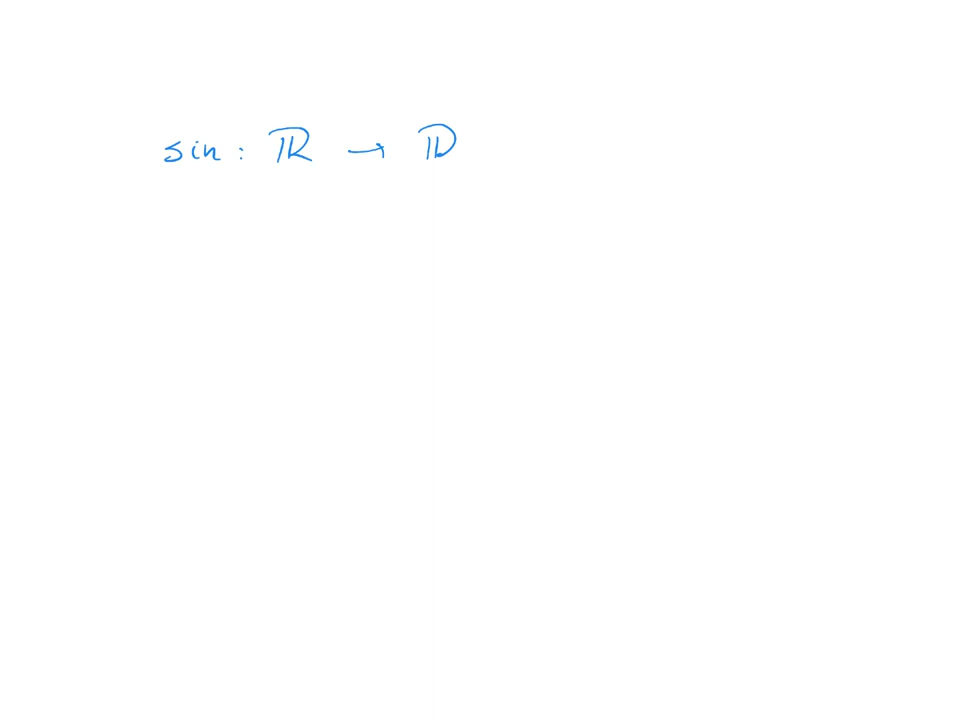 sin : ℝ → ⅅ